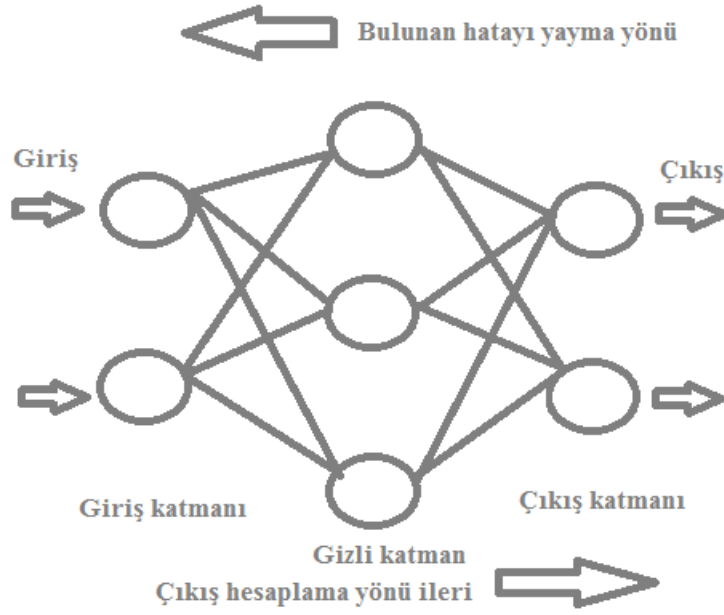 Bulunan hatayı yayma yönü
Giriş
Çıkış
Giriş katmanı
Çıkış katmanı
Gizli katman
Çıkış hesaplama yönü ileri